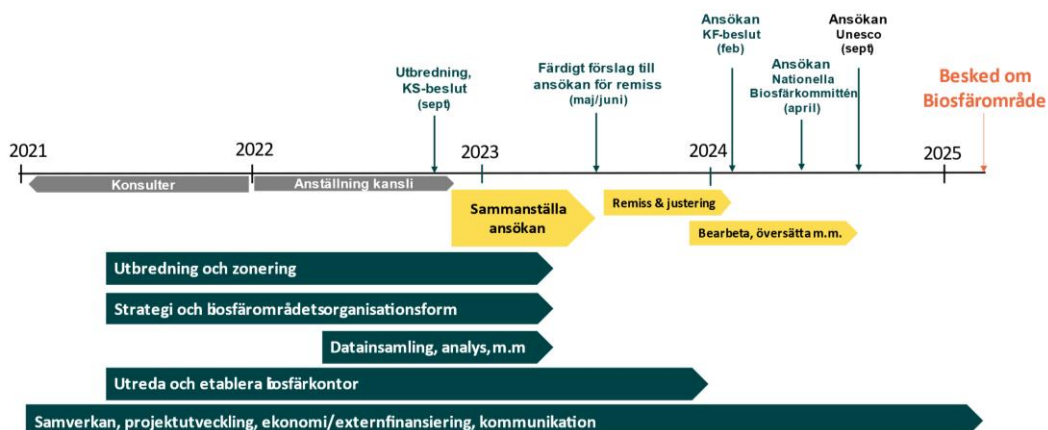 Ansökan
KF-beslut
(feb)
Ansökan
Unesco
(sept)
Utbredning,
KS-beslut
(sept)
Färdigt förslag till
ansökan för remiss
(maj/juni)
Ansökan
Nationella
Biosfärkommittén
(april)
Besked om
Biosfärområde
2021
2022
2023
2024
2025
Konsulter
Anställning kansli
Sammanställa
ansökan
Remiss & justering
Bearbeta, översätta m.m.
Utbredning och zonering
Strategi och biosfärområdetsorganisationsform
Datainsamling, analys, m.m
Utreda och etablera biosfärkontor
Samverkan, projektutveckling, ekonomi/externfinansiering, kommunikation